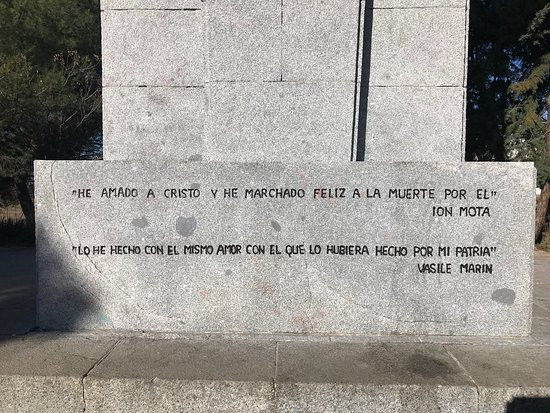 "HE AMADO A CRISTO Y HE MARCHADO FELIZ A LA MUERTE POR EL"
ION MOTA
"LO HE HECHO CON EL MISMO AMOR CON EL QUE LO HUBIERA HECHO POR MI PATRIA"
VASILE MARIN